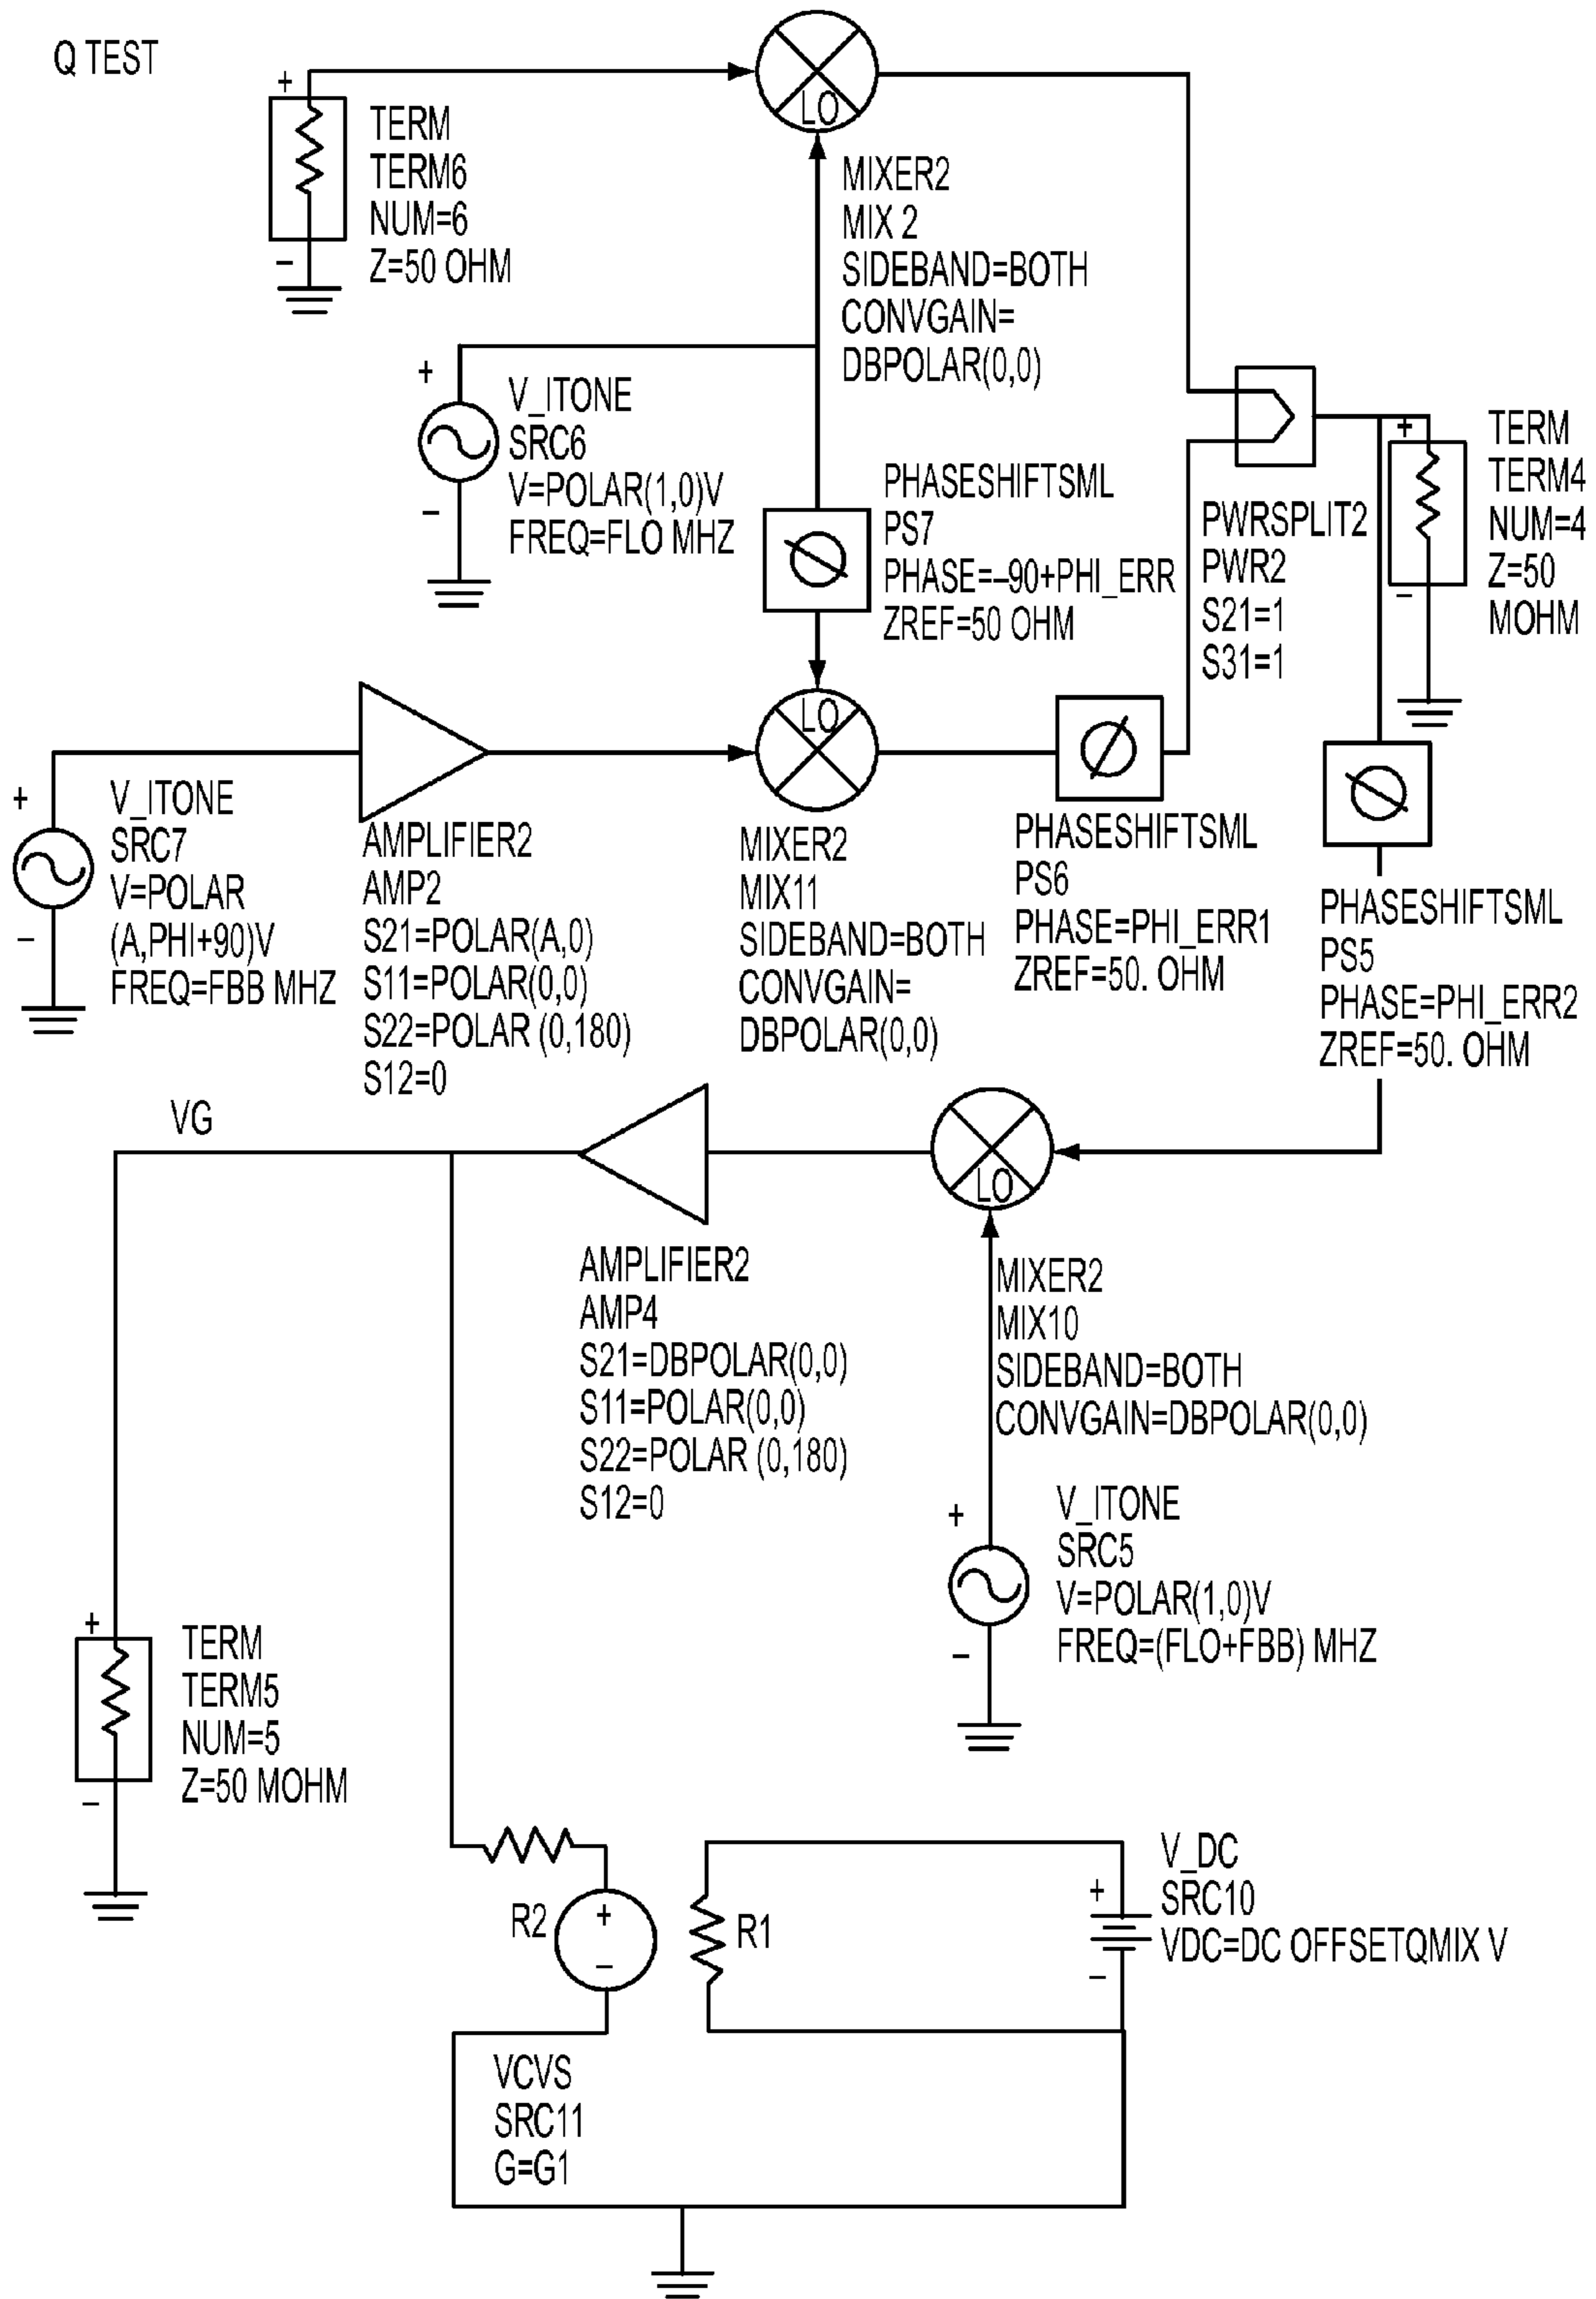 Q TEST
+
TERM
TERM6
NUM=6
Z=50 OHM
–
LO
MIXER2
MIX 2
SIDEBAND=BOTH
CONVGAIN=
DBPOLAR(0,0)
+
V_ITONE
SRC6
V=POLAR(1,0)V
FREQ=FLO MHZ
–
PHASESHIFTSML
PS7
PHASE=–90+PHI_ERR
ZREF=50 OHM
PWRSPLIT2
PWR2
S21=1
S31=1
+
TERM
TERM4
NUM=4
Z=50
MOHM
–
LO
+
V_ITONE
SRC7
V=POLAR
(A,PHI+90)V
FREQ=FBB MHZ
–
AMPLIFIER2
AMP2
S21=POLAR(A,0)
S11=POLAR(0,0)
S22=POLAR (0,180)
S12=0
MIXER2
MIX11
SIDEBAND=BOTH
CONVGAIN=
DBPOLAR(0,0)
PHASESHIFTSML
PS6
PHASE=PHI_ERR1
ZREF=50. OHM
PHASESHIFTSML
PS5
PHASE=PHI_ERR2
ZREF=50. OHM
VG
LO
AMPLIFIER2
AMP4
S21=DBPOLAR(0,0)
S11=POLAR(0,0)
S22=POLAR (0,180)
S12=0
MIXER2
MIX10
SIDEBAND=BOTH
CONVGAIN=DBPOLAR(0,0)
+
V_ITONE
SRC5
V=POLAR(1,0)V
FREQ=(FLO+FBB) MHZ
–
+
TERM
TERM5
NUM=5
Z=50 MOHM
–
R2
+
–
R1
+
V_DC
SRC10
VDC=DC OFFSETQMIX V
–
VCVS
SRC11
G=G1